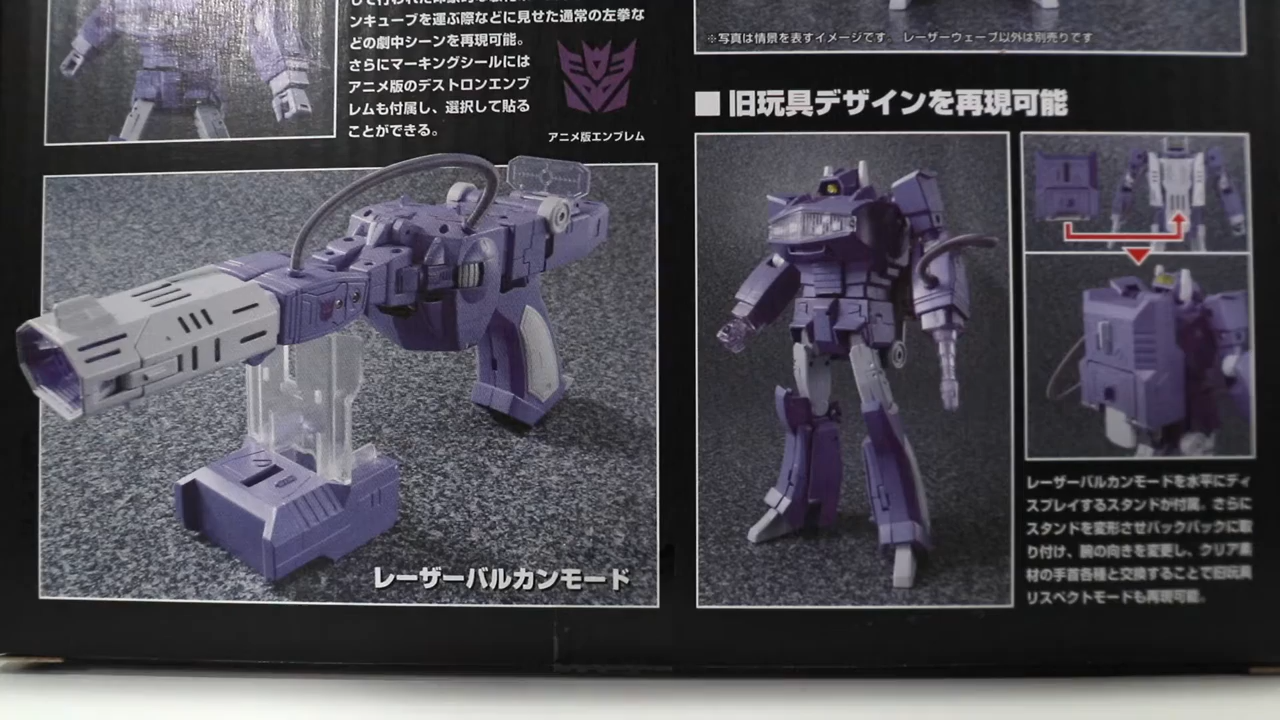 ンキューブを運ぶ際などに見せた通常の左拳な
どの劇中シーンを再現可能。
さらにマーキングシールには
アニメ版のデストロンエンブ
レムも付属し、選択して貼る
ことができる。
アニメ版エンブレム
レーザーバルカンモード
※写真は情景を表すイメージです。 レーザーウェーブ以外は別売りです
■ 旧玩具デザインを再現可能
レーザーバルカンモードを水平にディ
スプレイするスタンドが付属。さらに
スタンドを変形させバックパックに取
り付け、腕の向きを変更し、クリア素
材の手首各種と交換することで旧玩具
リスペクトモードも再現可能。